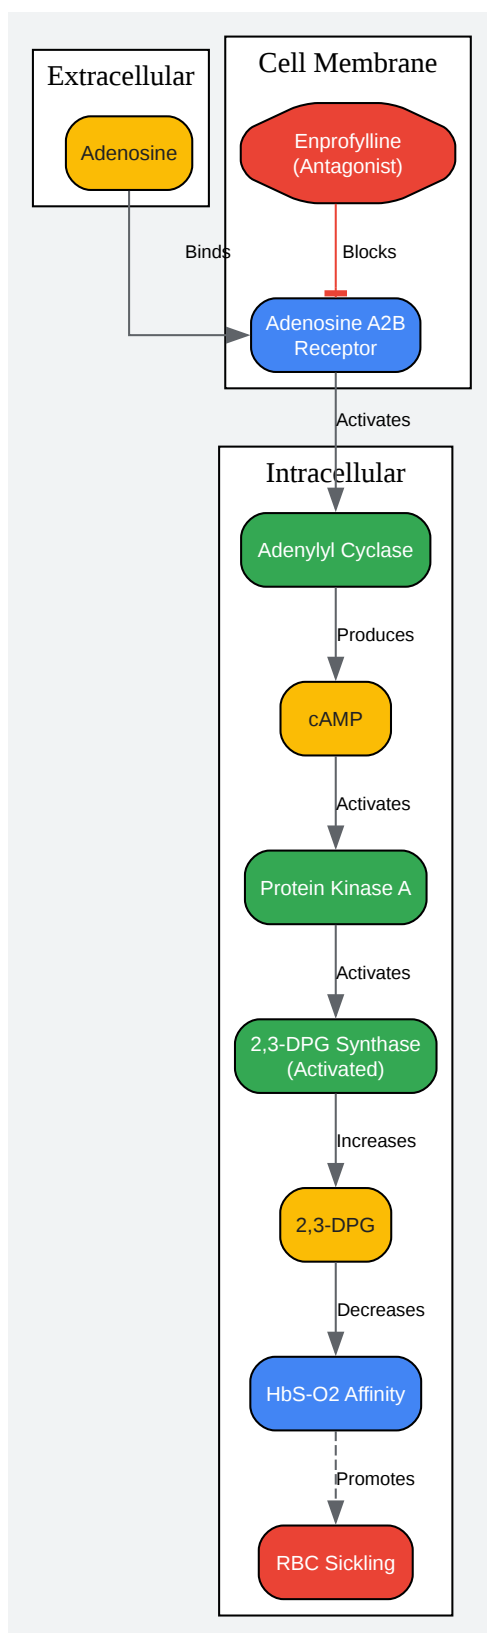 Extracellular
Adenosine
Cell Membrane
Enprofylline
(Antagonist)
Binds
Blocks
Adenosine A2B
Receptor
Activates
Intracellular
Adenylyl Cyclase
Produces
cAMP
Activates
Protein Kinase A
Activates
2,3-DPG Synthase
(Activated)
Increases
2,3-DPG
Decreases
HbS-O2 Affinity
Promotes
RBC Sickling